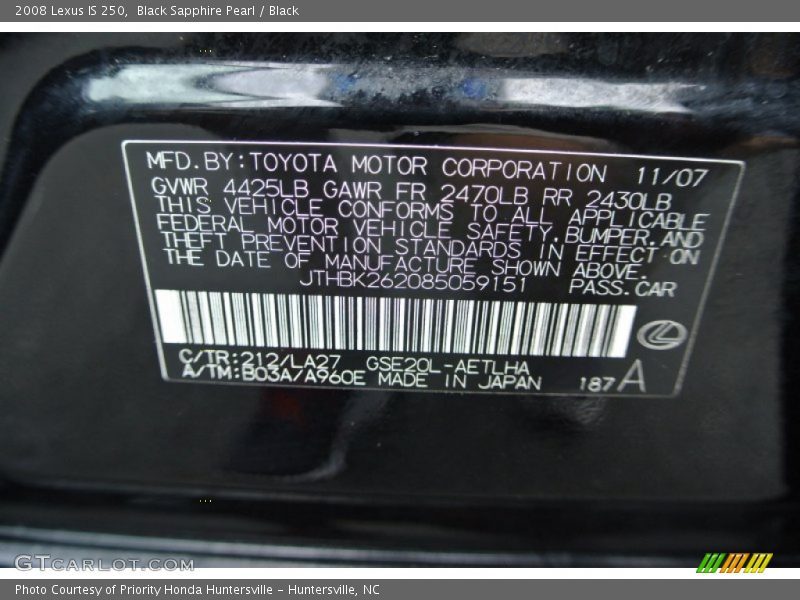 2008 Lexus IS 250,  Black Sapphire Pearl / Black
MFD.BY:TOYOTA MOTOR CORPORATION 11/07
GVWR 4425LB GAWR FR 2470LB RR 2430LB
THIS VEHICLE CONFORMS TO ALL APPLICABLE
FEDERAL MOTOR VEHICLE SAFETY,BUMPER,AND
THEFT PREVENTION STANDARDS IN EFFECT ON
THE DATE OF MANUFACTURE SHOWN ABOVE.
JTHBK262085059151 PASS.CAR
C/TR:212/LA27 GSE20L-AETLHA
A/TM:B03A/A960E MADE IN JAPAN 187 A
GTCARLOT.COM
Photo Courtesy of Priority Honda Huntersville - Huntersville, NC